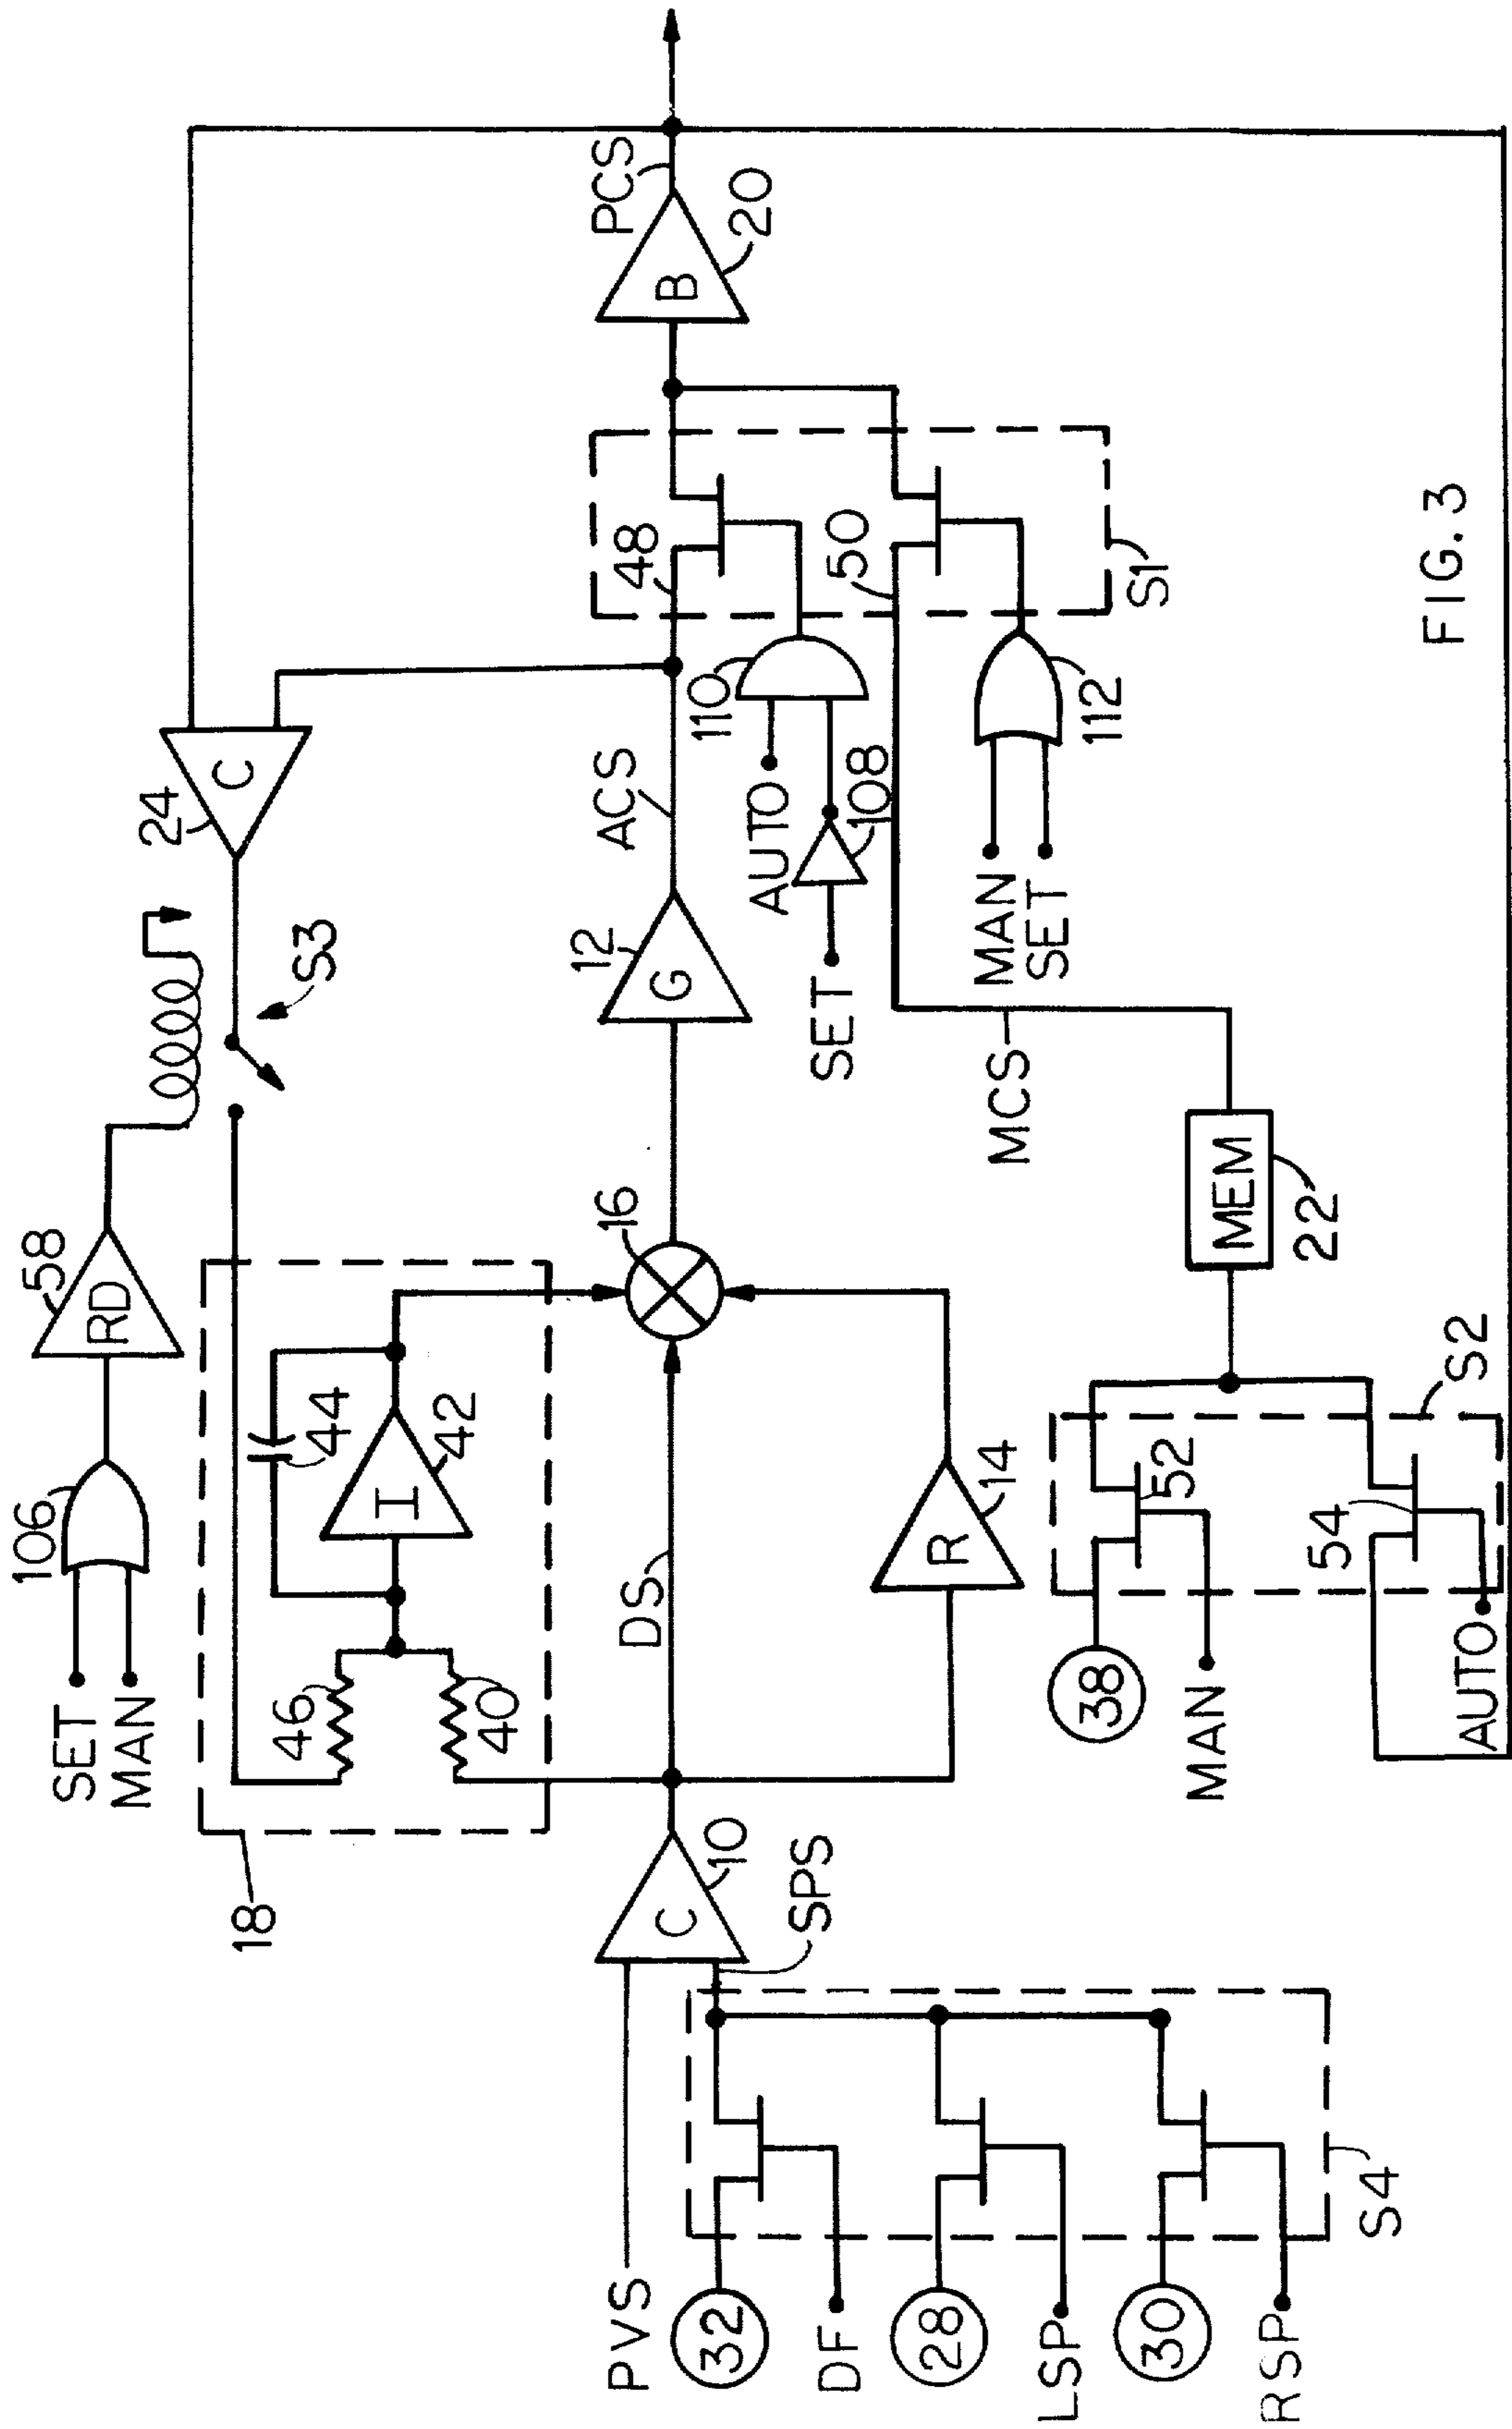 SET
MAN
106
58
RD
S3
24
C
18
46
40
44
42
I
16
12
G
ACS
48
PCS
B
20
PVS
C
10
SPS
DS
R
14
110
AUTO
SET
108
50
MAN
SET
112
S1
MCS
MEM
22
32
DF
28
LSP
30
RSP
S4
38
MAN
52
54
AUTO
S2
FIG. 3